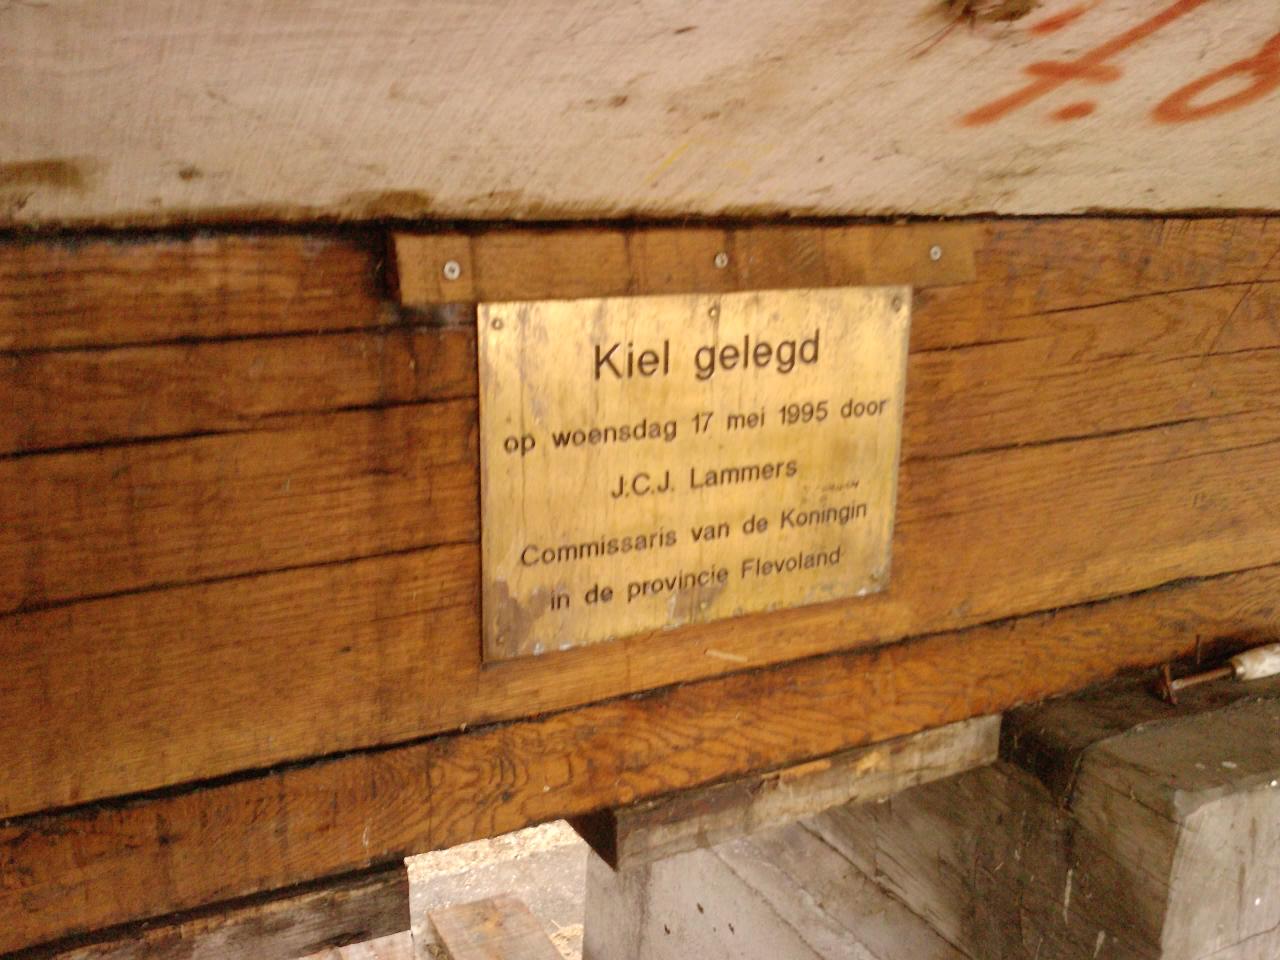 Kiel gelegd
op woensdag 17 mei 1995 door
J.C.J. Lammers
Commissaris van de Koningin
in de provincie Flevoland